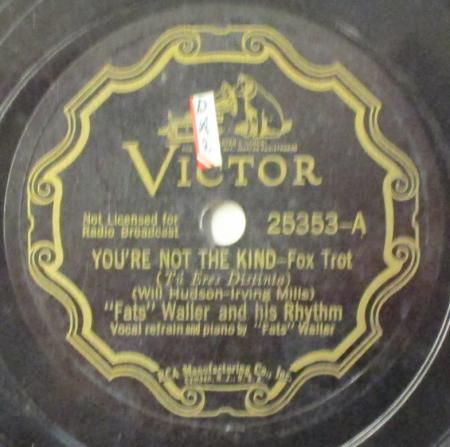 VICTOR
Not Licensed for
Radio Broadcast
25353-A
YOU'RE NOT THE KIND-Fox Trot
(Tú Eres Distinta)
(Will Hudson-Irving Mills)
"Fats" Waller and his Rhythm
Vocal refrain and piano by "Fats" Waller
RCA Manufacturing Co., Inc.
CAMDEN, N.J., U.S.A.